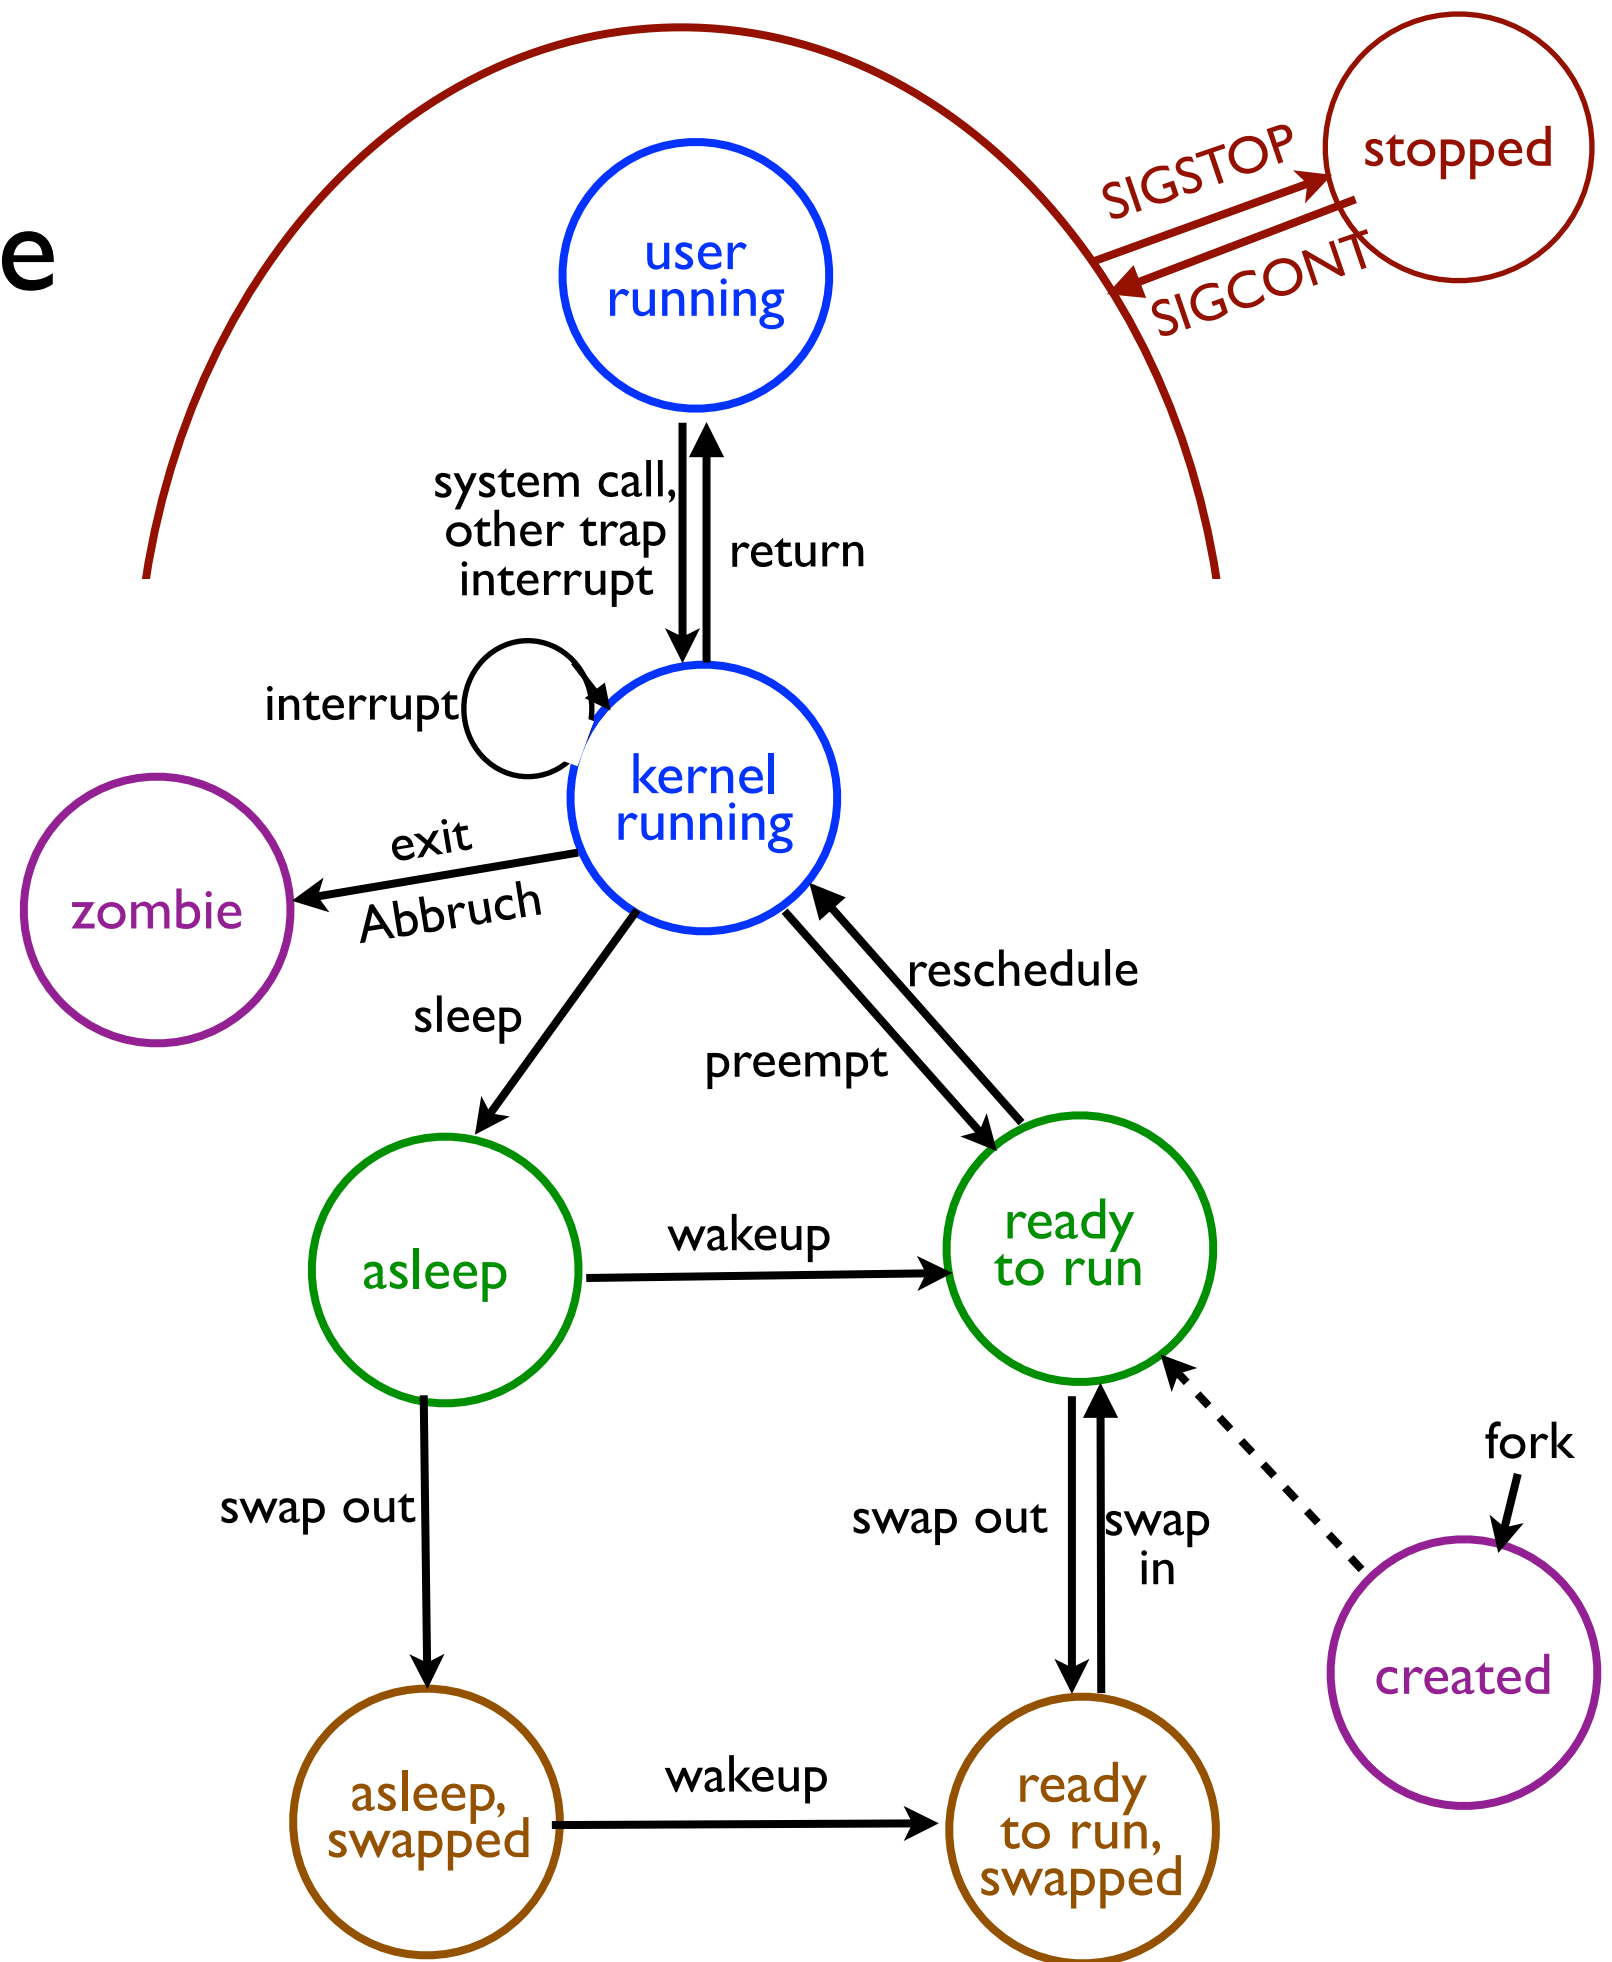 stopped
SIGSTOP
SIGCONT
e
user
running
system call,
other trap
interrupt
return
interrupt
kernel
running
exit
Abbruch
zombie
reschedule
sleep
preempt
ready
to run
wakeup
asleep
fork
swap out
swap out
swap
in
created
wakeup
asleep,
swapped
ready
to run,
swapped